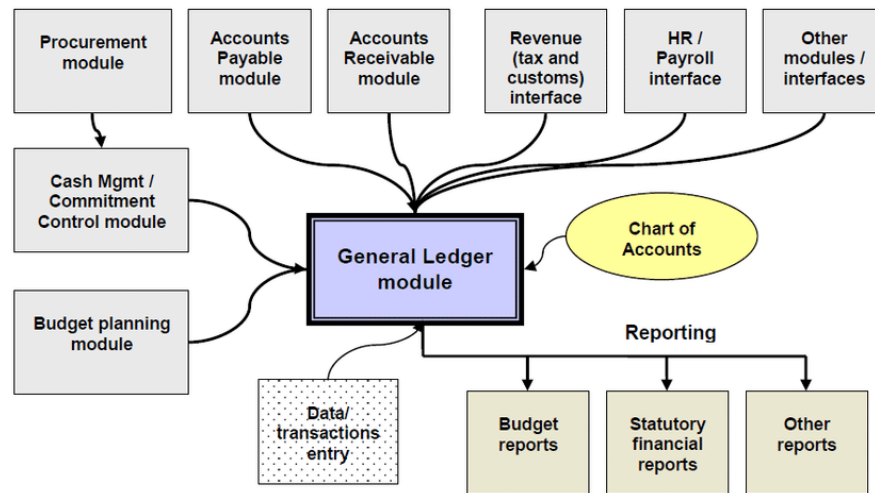 Procurement
module
Accounts
Payable
module
Accounts
Receivable
module
Revenue
(tax and
customs)
interface
HR /
Payroll
interface
Other
modules /
interfaces
Cash Mgmt /
Commitment
Control module
General Ledger
module
Chart of
Accounts
Budget planning
module
Reporting
Data/
transactions
entry
Budget
reports
Statutory
financial
reports
Other
reports